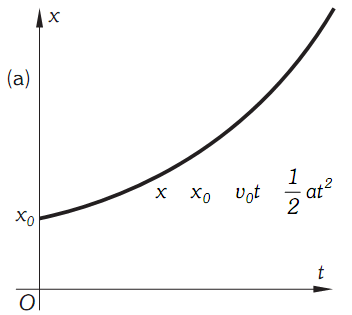 x
(a)
x x₀ v₀t 1/2 at²
x₀
t
O